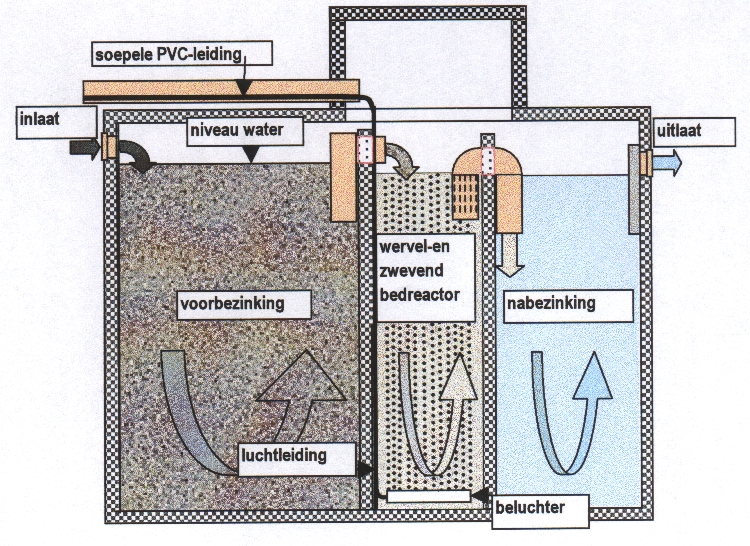 soepele PVC-leiding
inlaat
niveau water
uitlaat
wervel-en
zwevend
bedreactor
voorbezinking
nabezinking
luchtleiding
beluchter